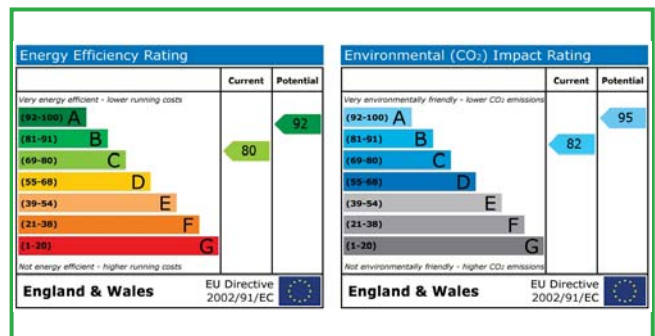 Energy Efficiency Rating
Current Potential
Very energy efficient - lower running costs
(92-100) A
(81-91) B
(69-80) C
(55-68) D
(39-54) E
(21-38) F
(1-20) G
80
92
Not energy efficient - higher running costs
England & Wales
EU Directive
2002/91/EC
Environmental (CO₂) Impact Rating
Current Potential
Very environmentally friendly - lower CO₂ emissions
(92-100) A
(81-91) B
(69-80) C
(55-68) D
(39-54) E
(21-38) F
(1-20) G
82
95
Not environmentally friendly - higher CO₂ emissions
England & Wales
EU Directive
2002/91/EC